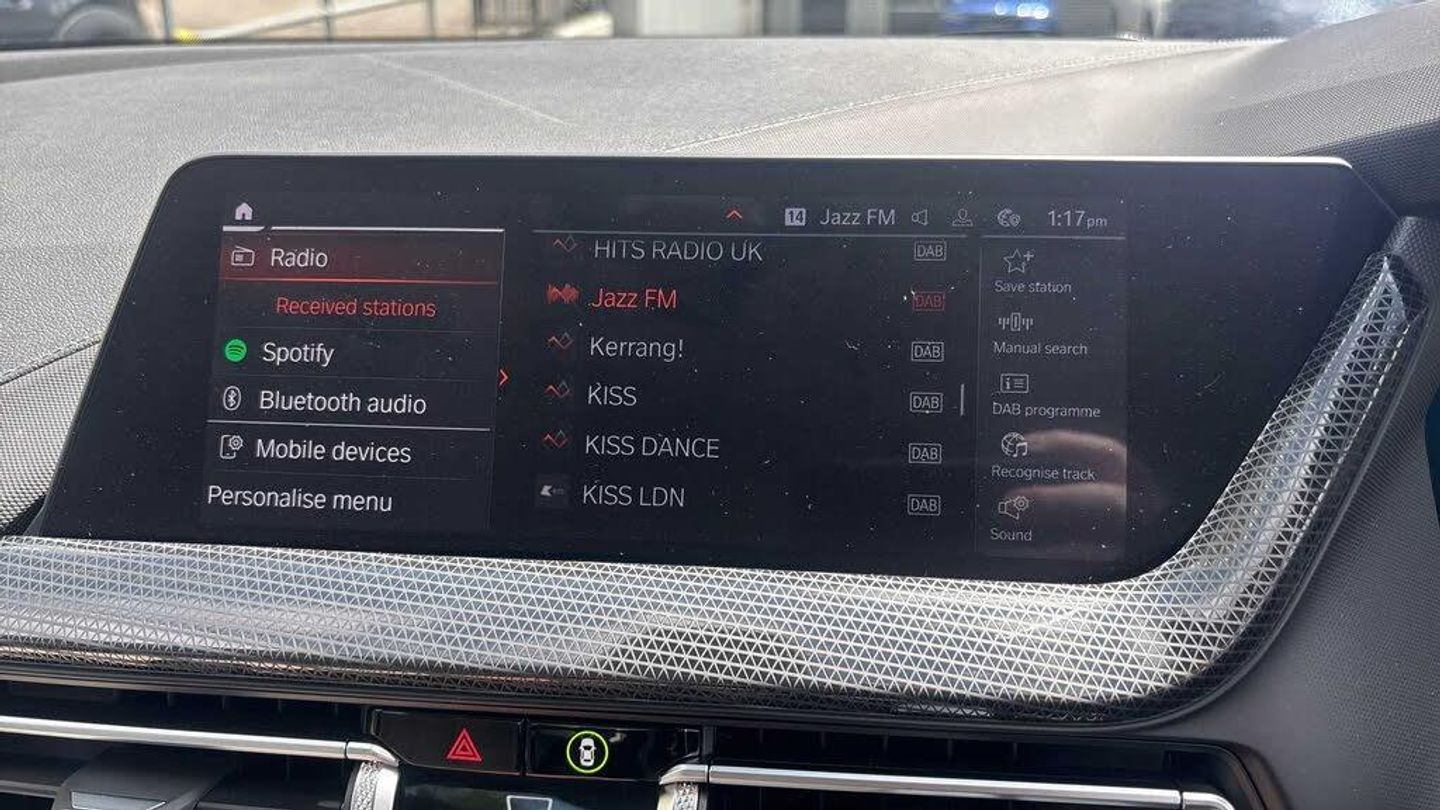 14 Jazz FM 1:17pm
Radio
Received stations
Spotify
Bluetooth audio
Mobile devices
Personalise menu
HITS RADIO UK DAB
Jazz FM DAB
Kerrang! DAB
KISS DAB
KISS DANCE DAB
KISS LDN DAB
Save station
Manual search
DAB programme
Recognise track
Sound